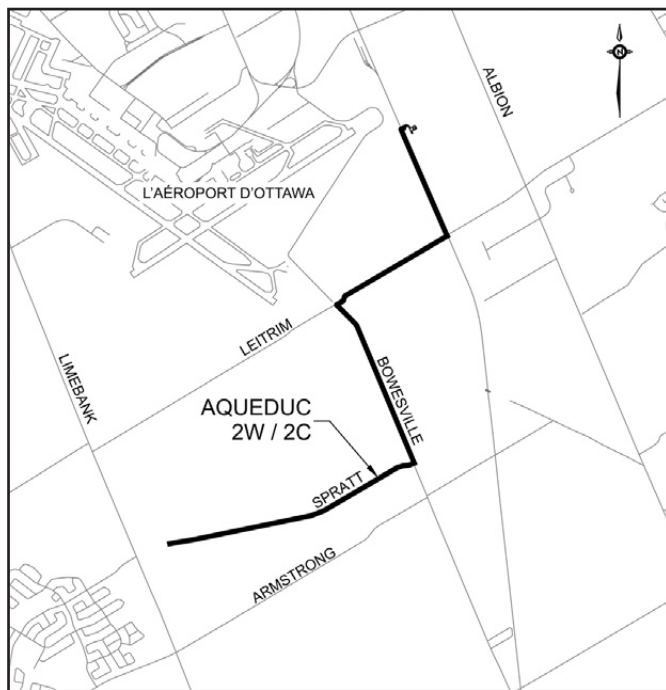 ALBION
N
L'AÉROPORT D'OTTAWA
LEITRIM
LIMEBANK
BOWESVILLE
AQUEDUC
2W / 2C
SPRATT
ARMSTRONG